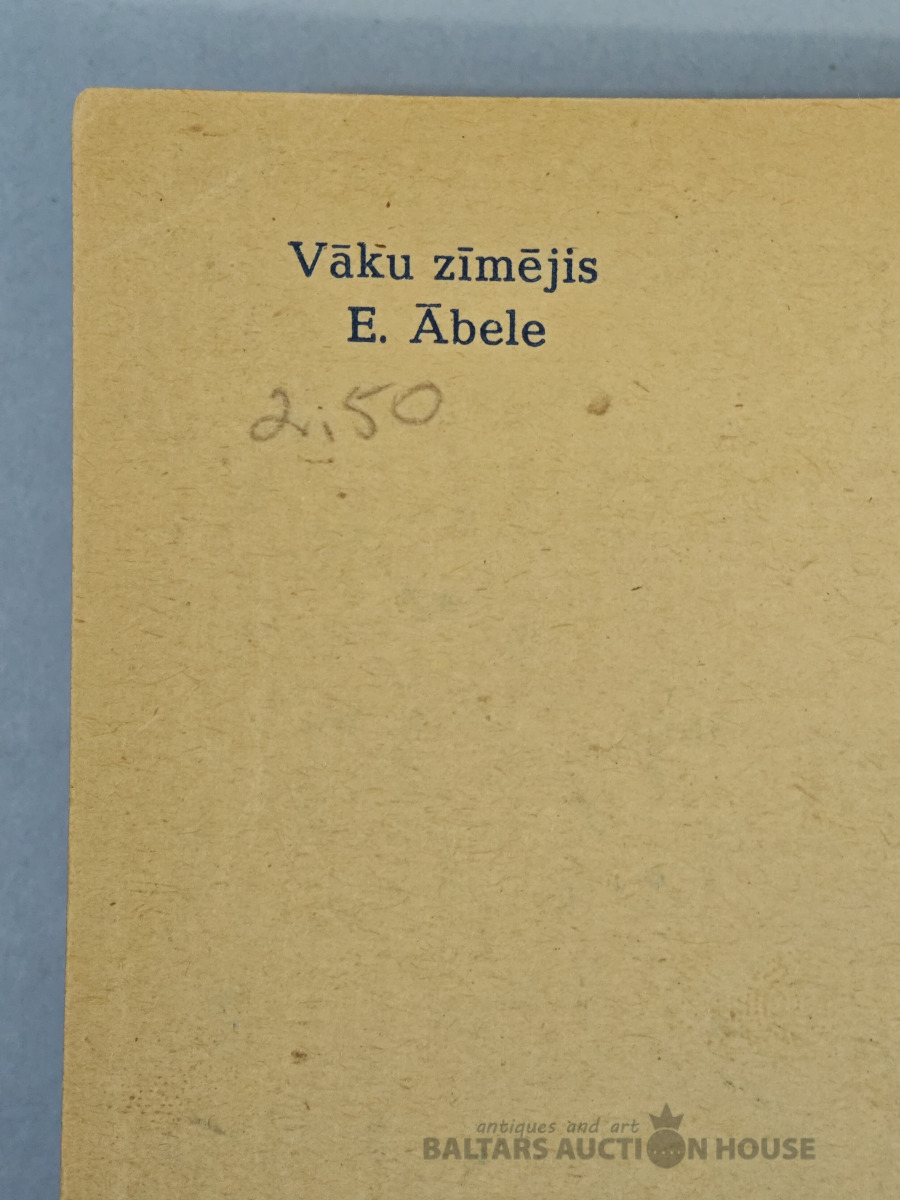 Vāku zīmējis
E. Ābele
2.50
antiques and art
BALTARS AUCTION HOUSE